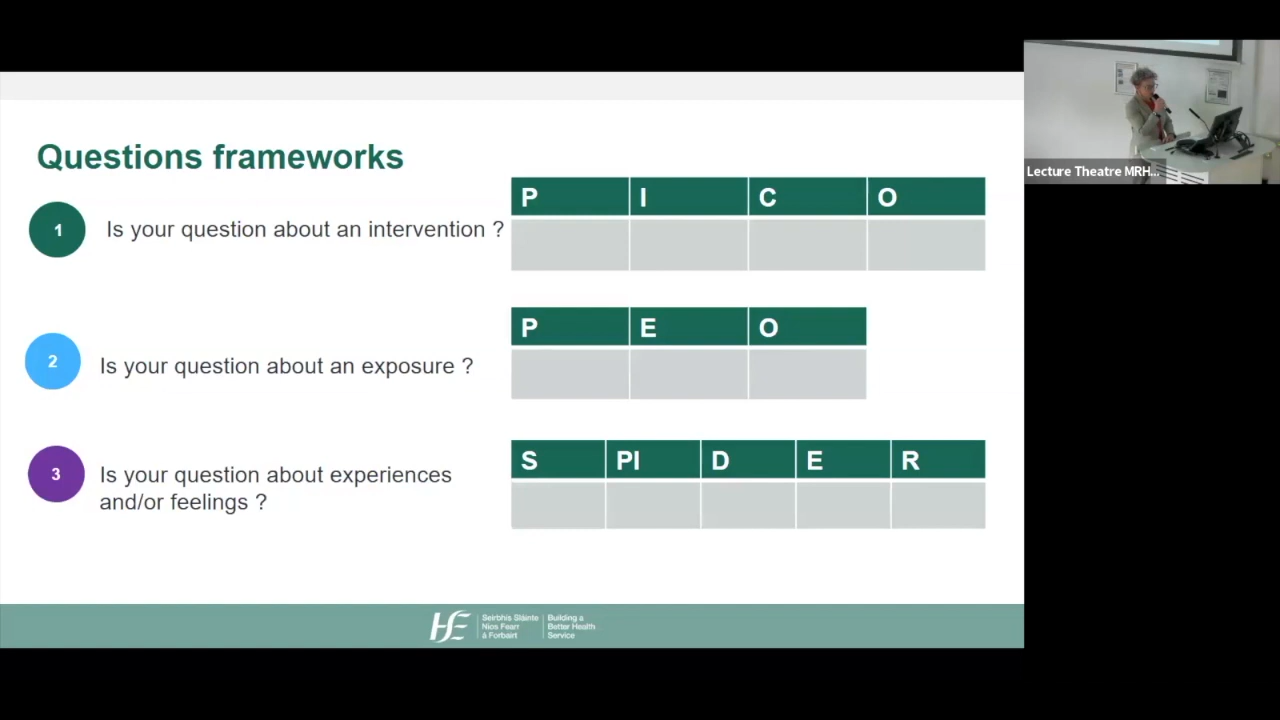 Questions frameworks
1
Is your question about an intervention ?
P I C O
2
Is your question about an exposure ?
P E O
3
Is your question about experiences
and/or feelings ?
S PI D E R
Seirbhís Sláinte
Níos Fearr
á Forbairt
Building a
Better Health
Service
Lecture Theatre MRH...